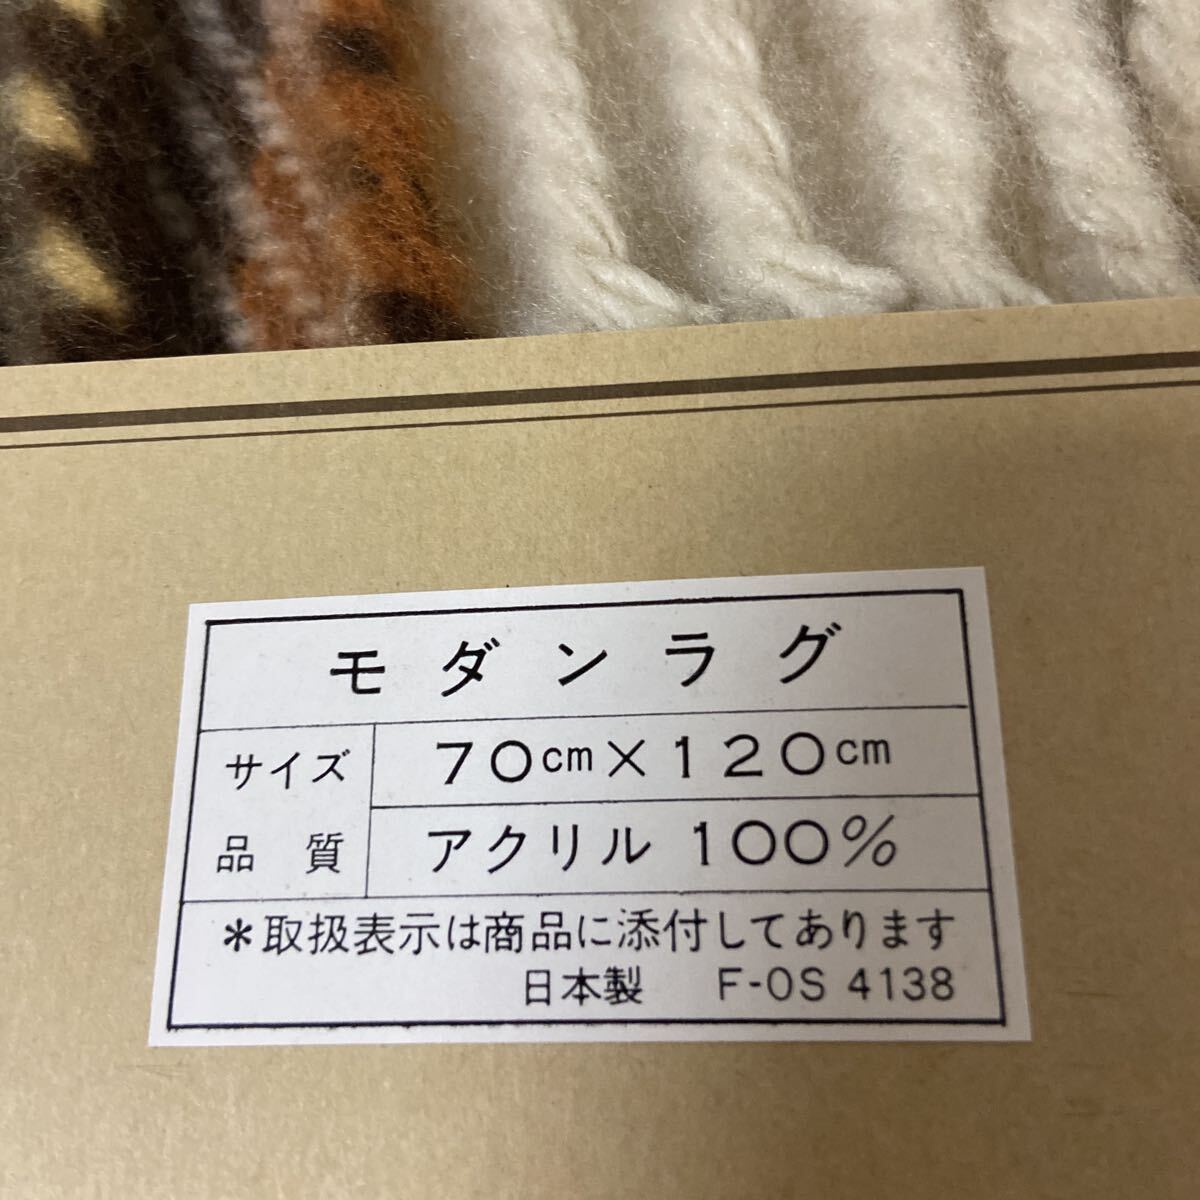 モダンラグ
サイズ 70cm×120cm
品質 アクリル 100%
＊取扱表示は商品に添付してあります
日本製 F-OS 4138